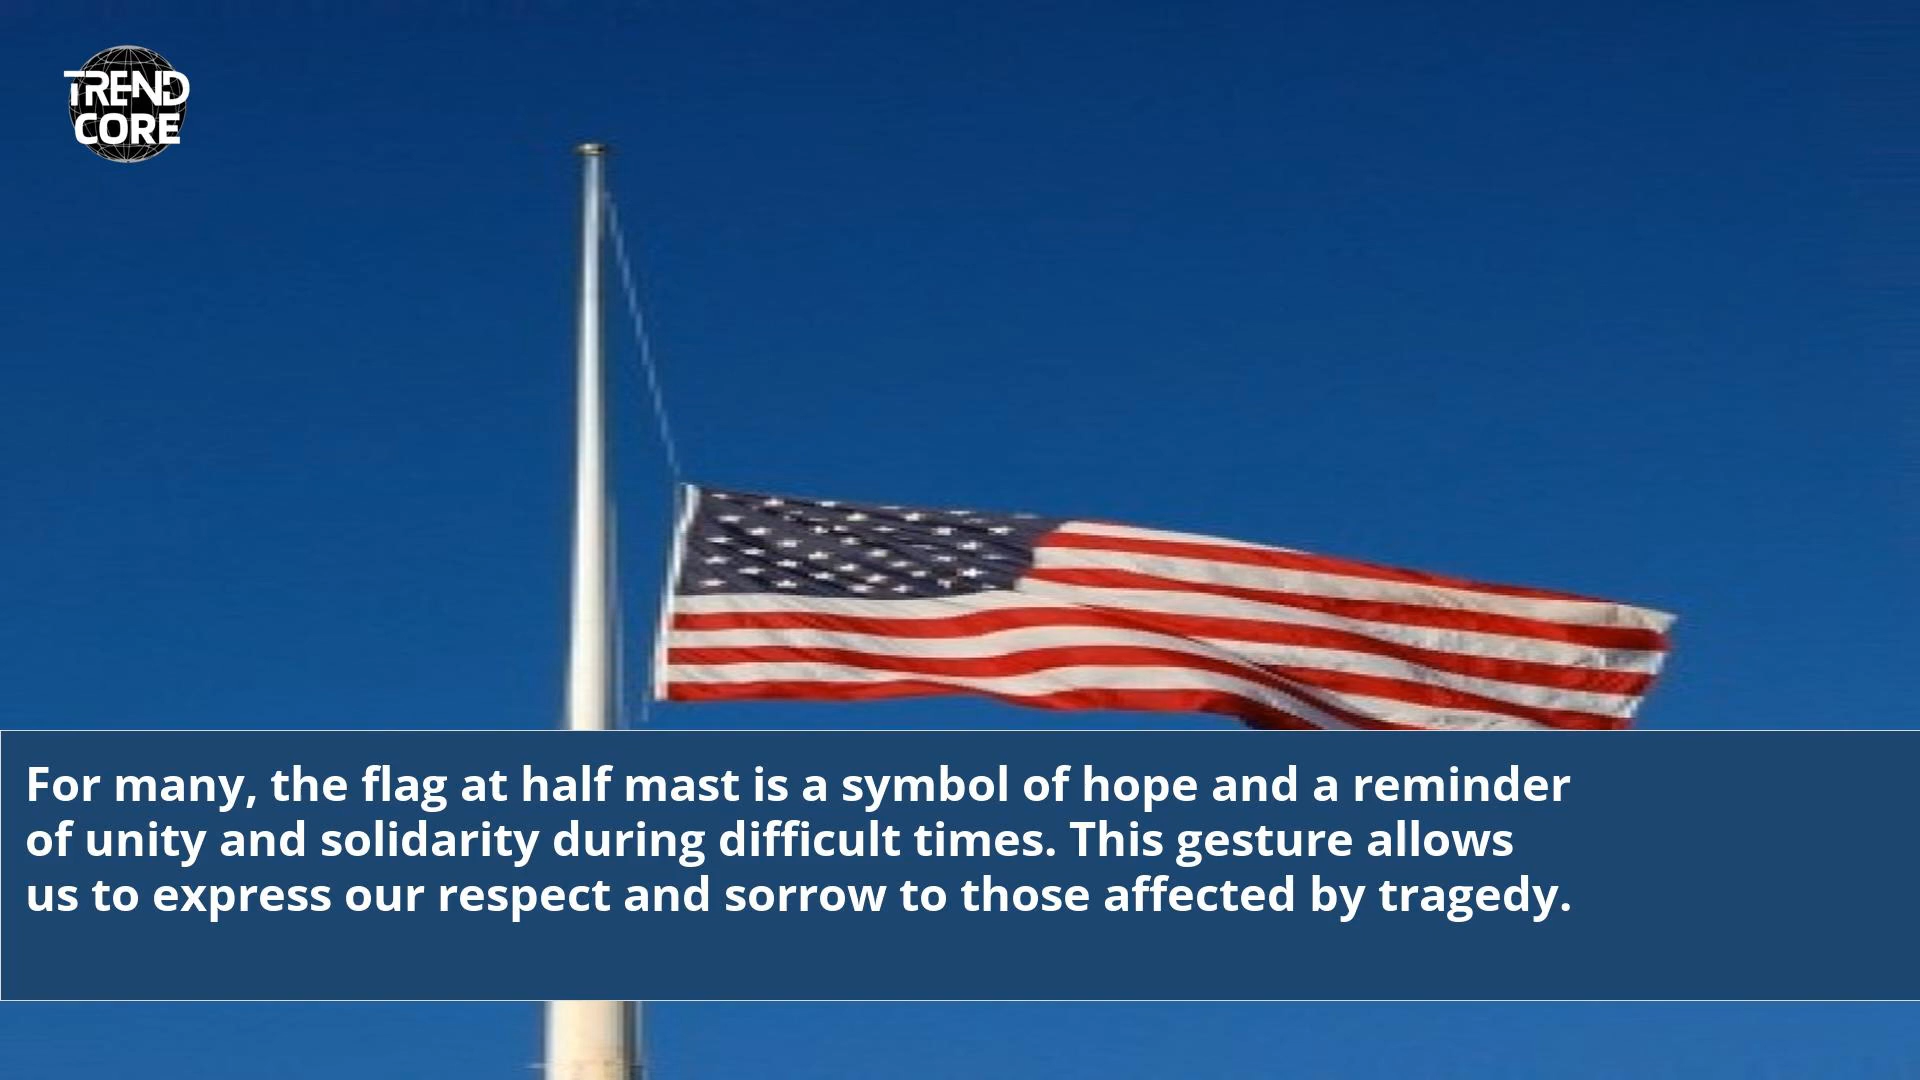 TREND
CORE
For many, the flag at half mast is a symbol of hope and a reminder
of unity and solidarity during difficult times. This gesture allows
us to express our respect and sorrow to those affected by tragedy.